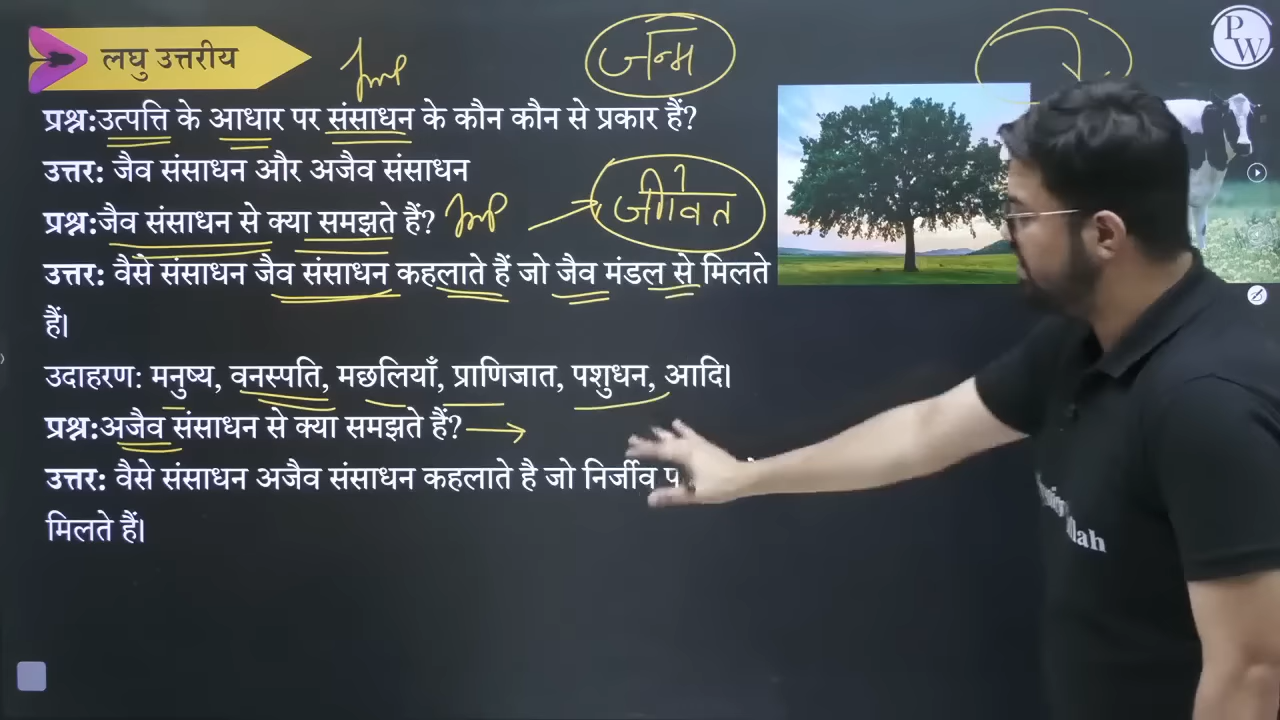 लघु उत्तरीय
Imp
जन्म
PW
प्रश्न:उत्पत्ति के आधार पर संसाधन के कौन कौन से प्रकार हैं?
उत्तर: जैव संसाधन और अजैव संसाधन
प्रश्न:जैव संसाधन से क्या समझते हैं? Imp → जीवित
उत्तर: वैसे संसाधन जैव संसाधन कहलाते हैं जो जैव मंडल से मिलते
हैं।
उदाहरण: मनुष्य, वनस्पति, मछलियाँ, प्राणिजात, पशुधन, आदि।
प्रश्न:अजैव संसाधन से क्या समझते हैं? →
उत्तर: वैसे संसाधन अजैव संसाधन कहलाते है जो निर्जीव
मिलते हैं।